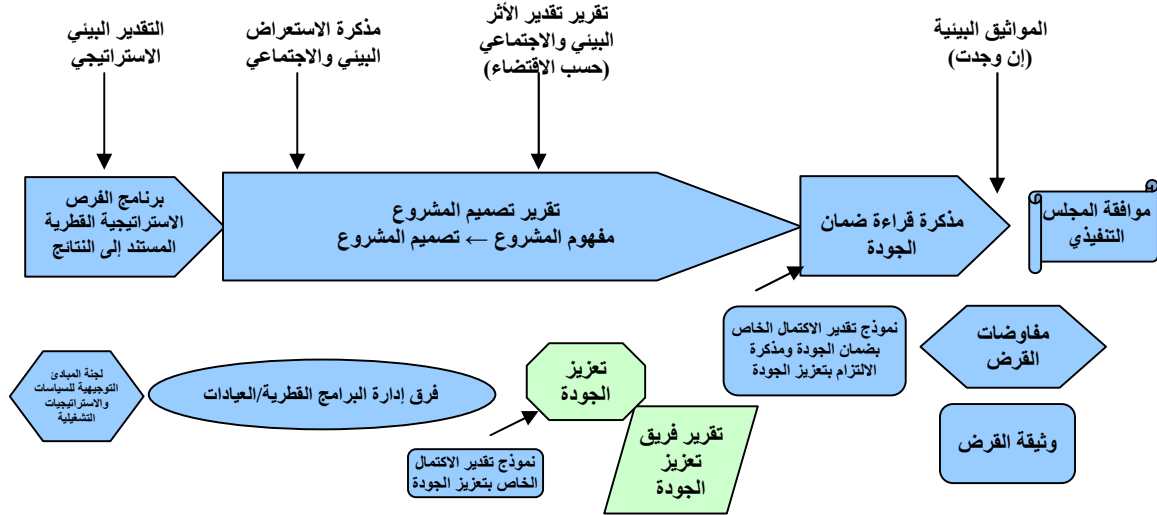 التقدير البيئي
الاستراتيجي
مذكرة الاستعراض
البيئي والاجتماعي
تقرير تقدير الأثر
البيئي والاجتماعي
(حسب الاقتضاء)
المواثيق البيئية
(إن وجدت)
برنامج الفرص
الاستراتيجية القطرية
المستند إلى النتائج
تقرير تصميم المشروع
مفهوم المشروع ← تصميم المشروع
مذكرة قراءة ضمان
الجودة
موافقة المجلس
التنفيذي
لجنة المبادئ
التوجيهية للسياسات
والاستراتيجيات
التشغيلية
فرق إدارة البرامج القطرية/العيادات
تعزيز
الجودة
نموذج تقدير الاكتمال الخاص
بضمان الجودة ومذكرة
الالتزام بتعزيز الجودة
مفاوضات
القرض
نموذج تقدير الاكتمال
الخاص بتعزيز الجودة
تقرير فريق
تعزيز
الجودة
وثيقة القرض